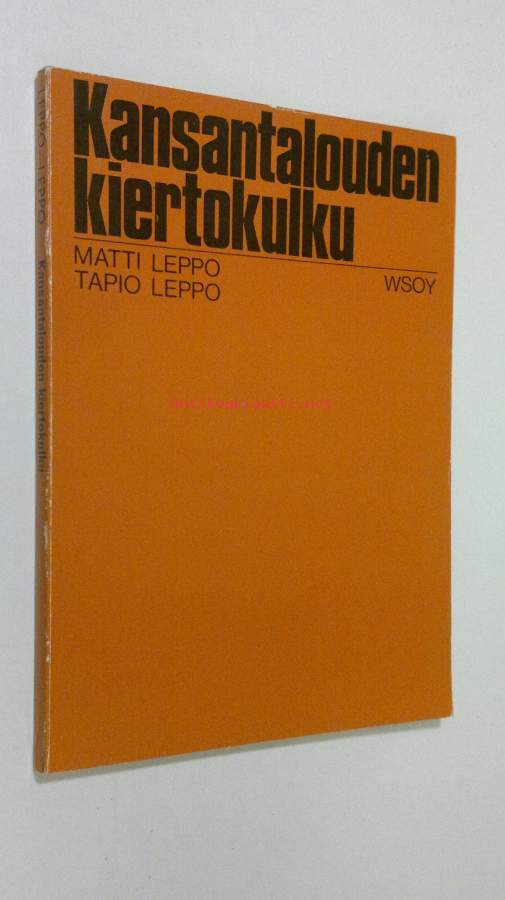 Kansantalouden
kiertokulku
MATTI LEPPO
TAPIO LEPPO
WSOY
LEPPO - LEPPO Kansantalouden kiertokulku